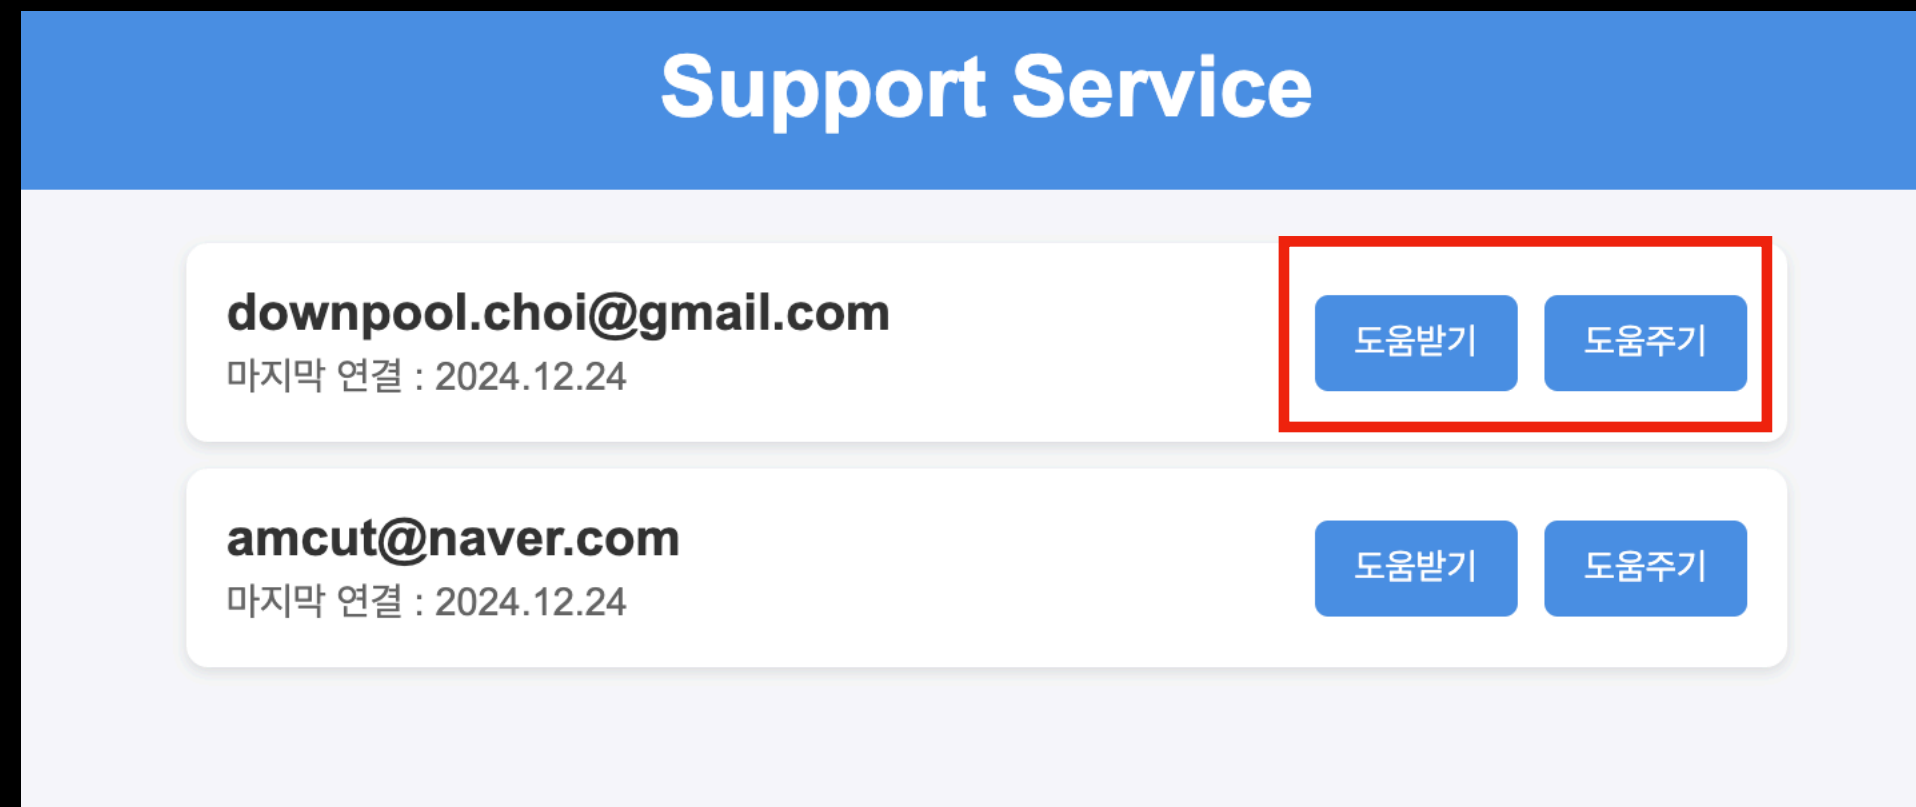 Support Service
downpool.choi@gmail.com
마지막 연결 : 2024.12.24
도움받기
도움주기
amcut@naver.com
마지막 연결 : 2024.12.24
도움받기
도움주기